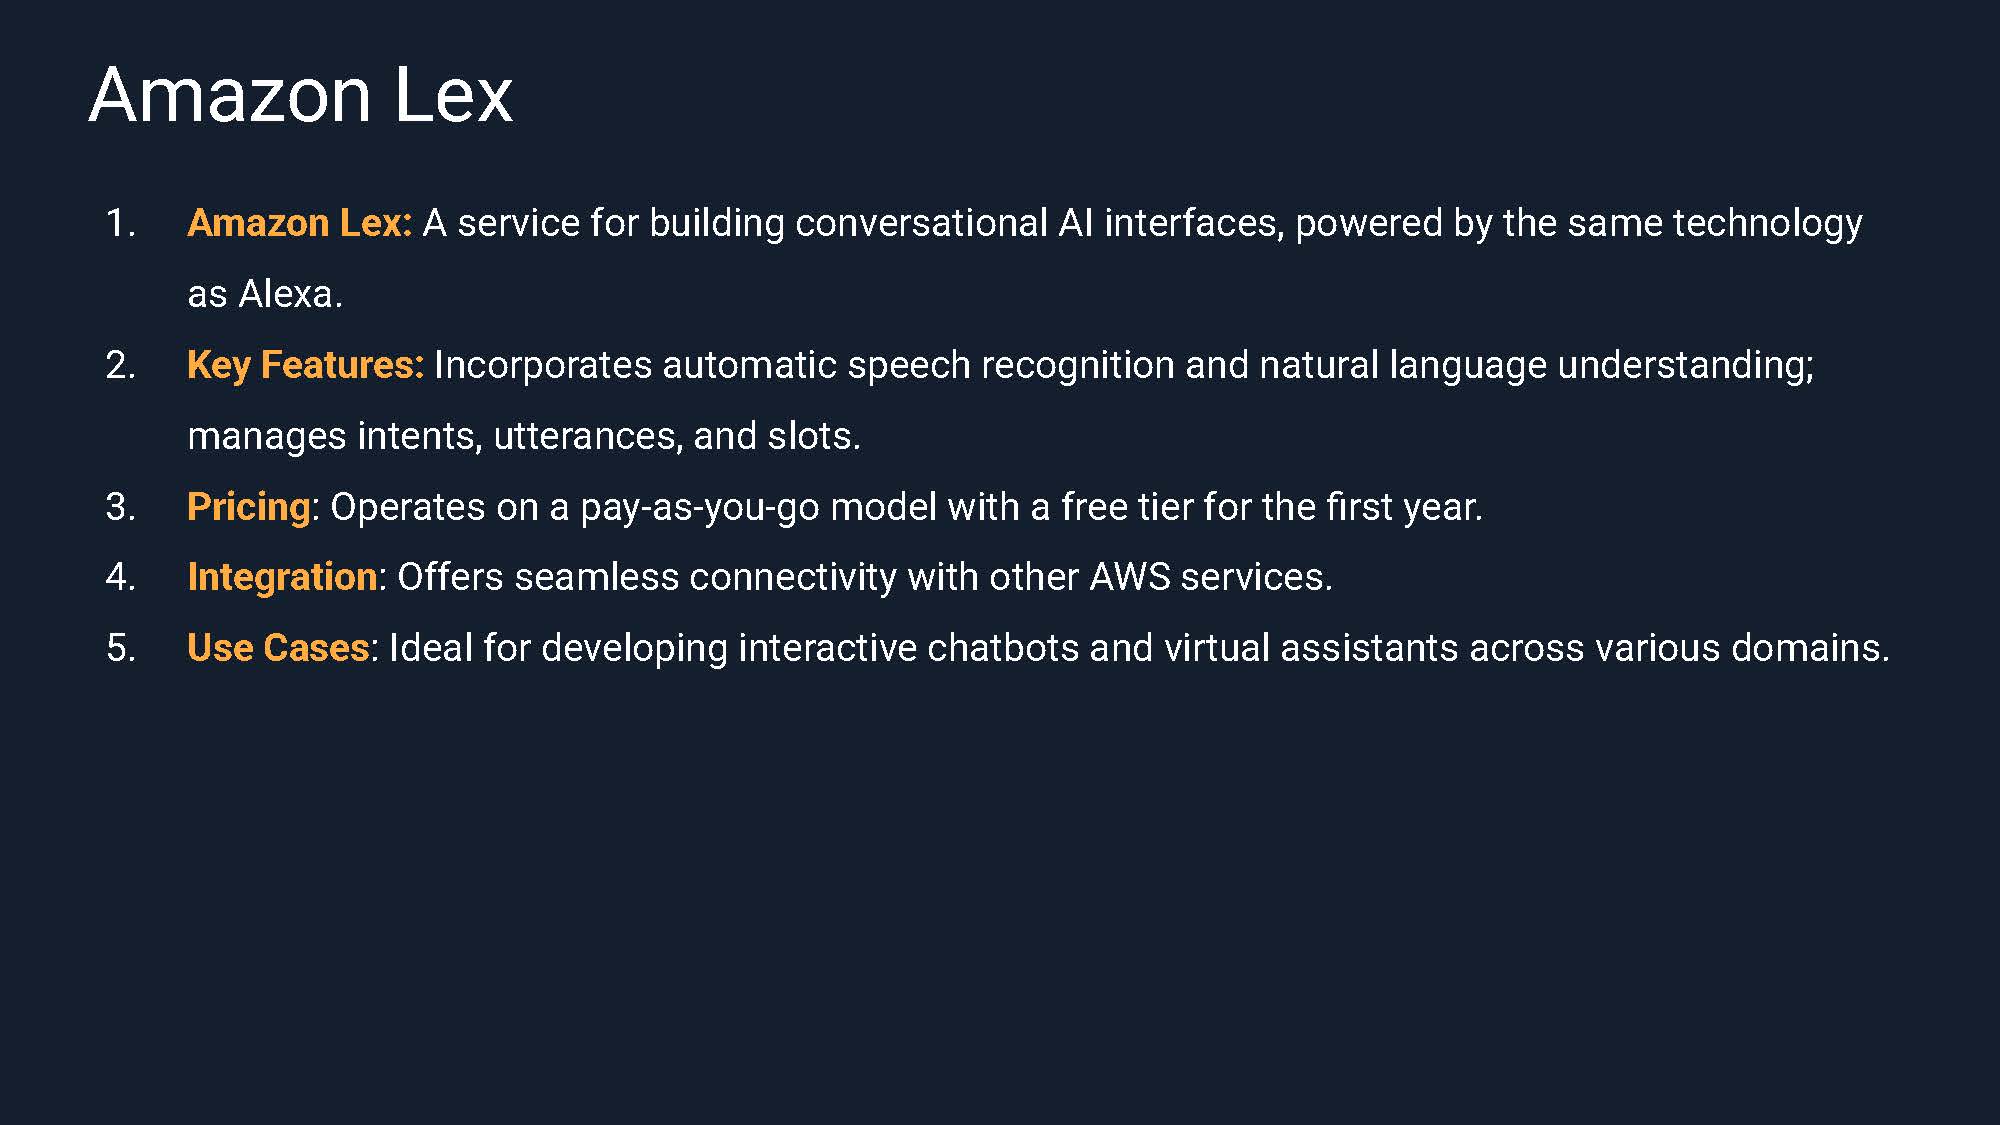 Amazon Lex
1. Amazon Lex: A service for building conversational AI interfaces, powered by the same technology
as Alexa.
2. Key Features: Incorporates automatic speech recognition and natural language understanding;
manages intents, utterances, and slots.
3. Pricing: Operates on a pay-as-you-go model with a free tier for the first year.
4. Integration: Offers seamless connectivity with other AWS services.
5. Use Cases: Ideal for developing interactive chatbots and virtual assistants across various domains.